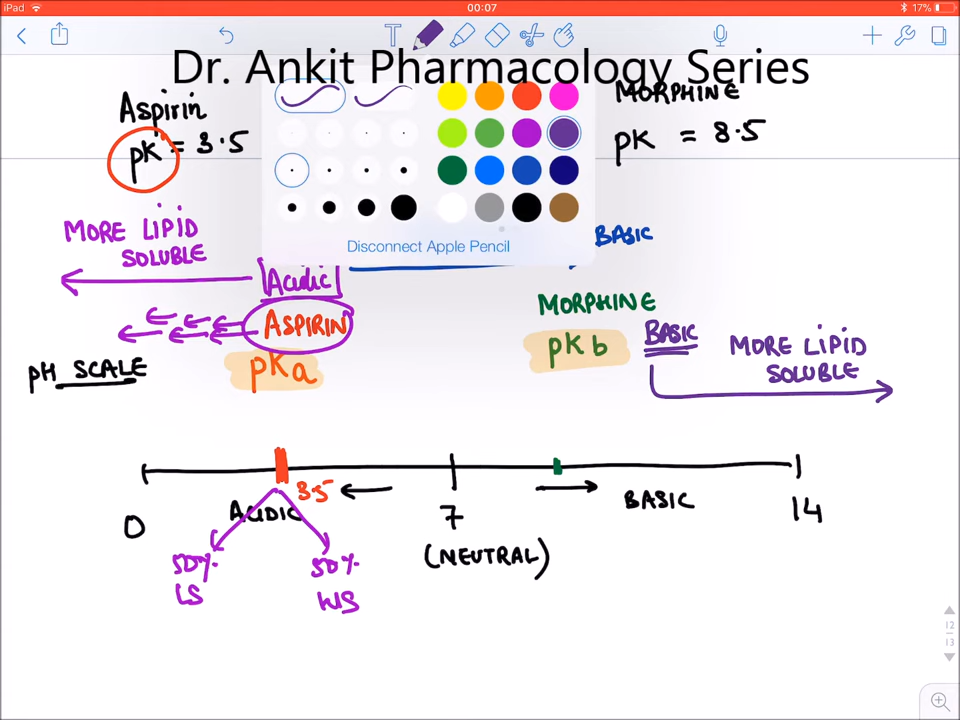 iPad 00:07 17%
Dr. Ankit Pharmacology Series
Aspirin
pK = 3.5
MORPHINE
pK = 8.5
MORE LIPID
SOLUBLE
Disconnect Apple Pencil
BASIC
Acidic
ASPIRIN
pKa
MORPHINE
pKb
BASIC
MORE LIPID
SOLUBLE
pH SCALE
3.5
ACIDIC
BASIC
0
7
14
(NEUTRAL)
50%
LS
50%
WS
12
13